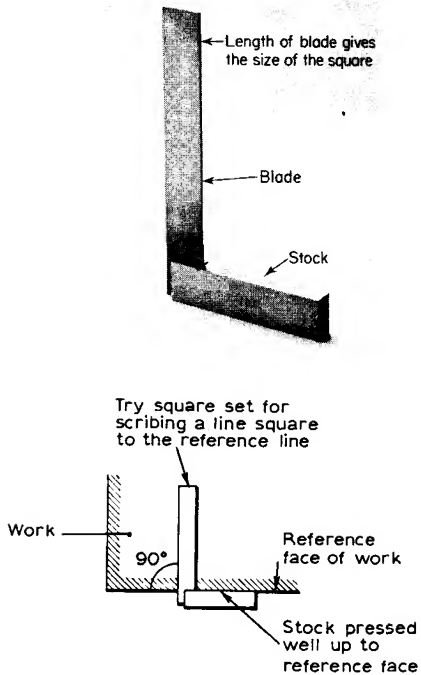 Length of blade gives
the size of the square
Blade
Stock
Try square set for
scribing a line square
to the reference line
Work
90°
Reference
face of work
Stock pressed
well up to
reference face